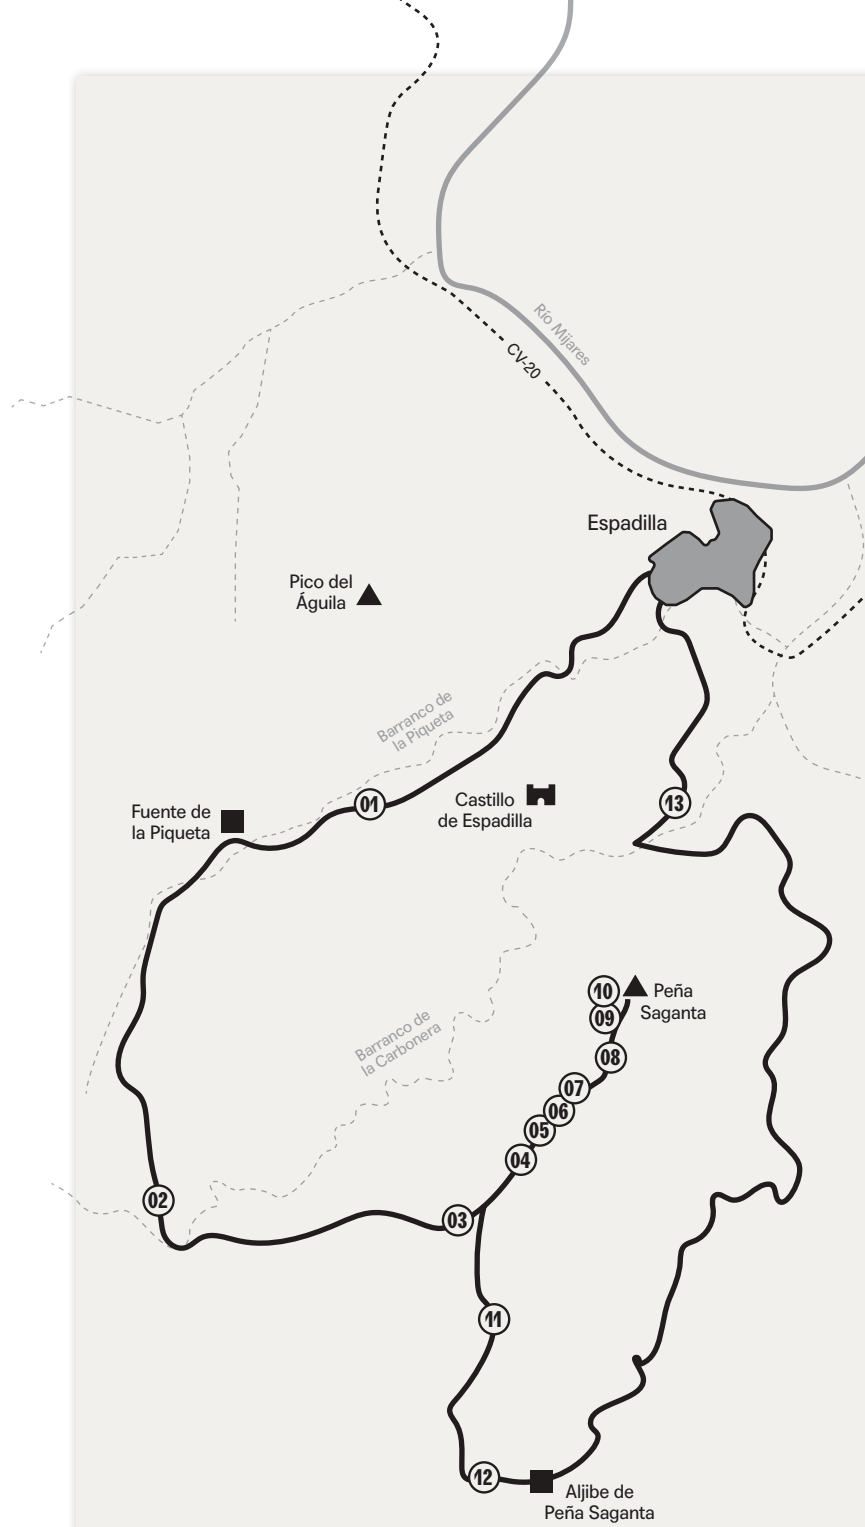 Río Mijares
CV-20
Espadilla
Pico del
Águila
Barranco de
la Piqueta
01
Castillo
de Espadilla
Fuente de
la Piqueta
13
10
Peña
Saganta
09
08
Barranco de
la Carbonera
07
06
05
04
02
03
11
12
Aljibe de
Peña Saganta